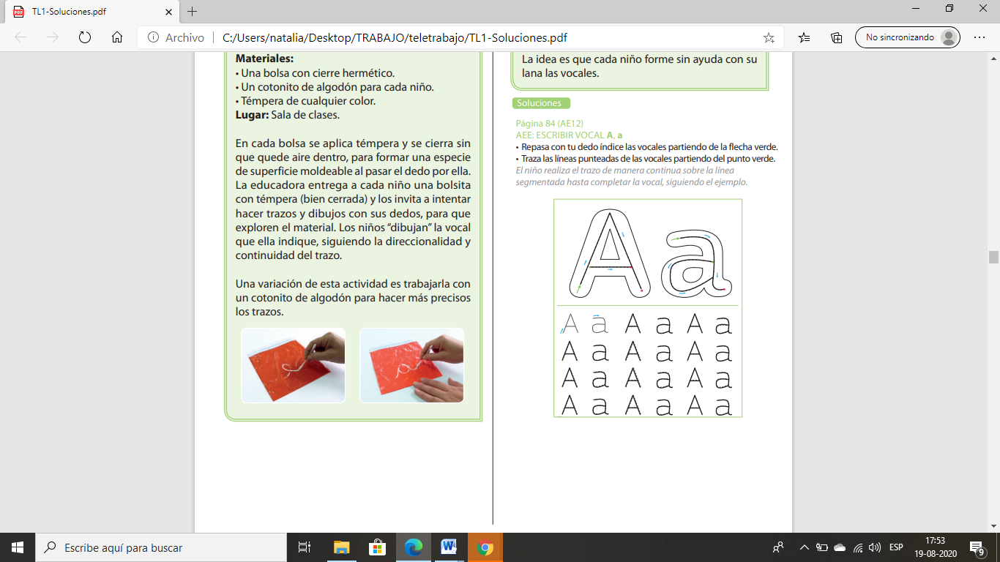 TL1-Soluciones.pdf
Archivo
C:/Users/natalia/Desktop/TRABAJO/teletrabajo/TL1-Soluciones.pdf
No sincronizando
Materiales:
• Una bolsa con cierre hermético.
• Un cotonito de algodón para cada niño.
• Témpera de cualquier color.
Lugar: Sala de clases.
En cada bolsa se aplica témpera y se cierra sin
que quede aire dentro, para formar una especie
de superficie moldeable al pasar el dedo por ella.
La educadora entrega a cada niño una bolsita
con témpera (bien cerrada) y los invita a intentar
hacer trazos y dibujos con sus dedos, para que
exploren el material. Los niños “dibujan” la vocal
que ella indique, siguiendo la direccionalidad y
continuidad del trazo.
Una variación de esta actividad es trabajarla con
un cotonito de algodón para hacer más precisos
los trazos.
La idea es que cada niño forme sin ayuda con su
lana las vocales.
Soluciones
Página 84 (AE12)
AEE: ESCRIBIR VOCAL A, a
• Repasa con tu dedo índice las vocales partiendo de la flecha verde.
• Traza las líneas punteadas de las vocales partiendo del punto verde.
El niño realiza el trazo de manera continua sobre la línea
segmentada hasta completar la vocal, siguiendo el ejemplo.
A a
A a A a A a
A a A a A a
A a A a A a
A a A a A a
Escribe aquí para buscar
ESP
17:53
19-08-2020
9